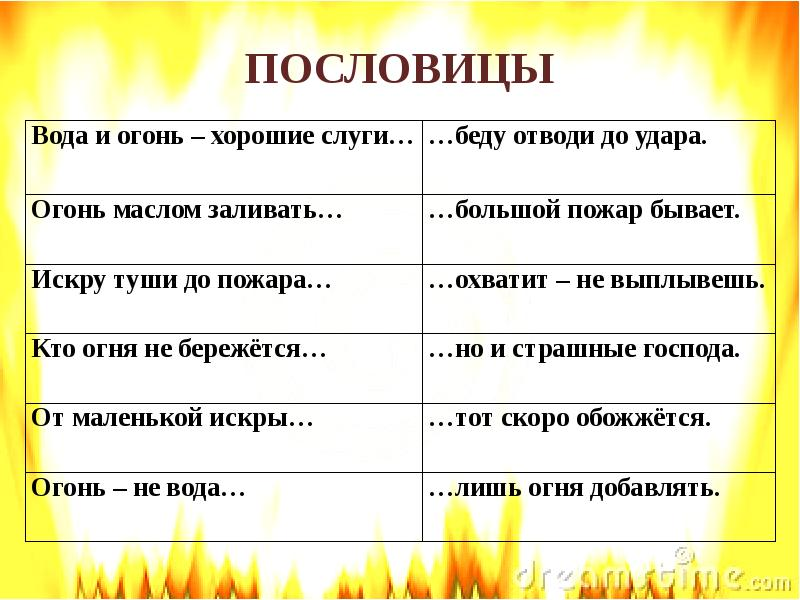 ПОСЛОВИЦЫ
Вода и огонь – хорошие слуги… …беду отводи до удара.
Огонь маслом заливать… …большой пожар бывает.
Искру туши до пожара… …охватит – не выплывешь.
Кто огня не бережётся… …но и страшные господа.
От маленькой искры… …тот скоро обожжётся.
Огонь – не вода… …лишь огня добавлять.
dreamstime.com